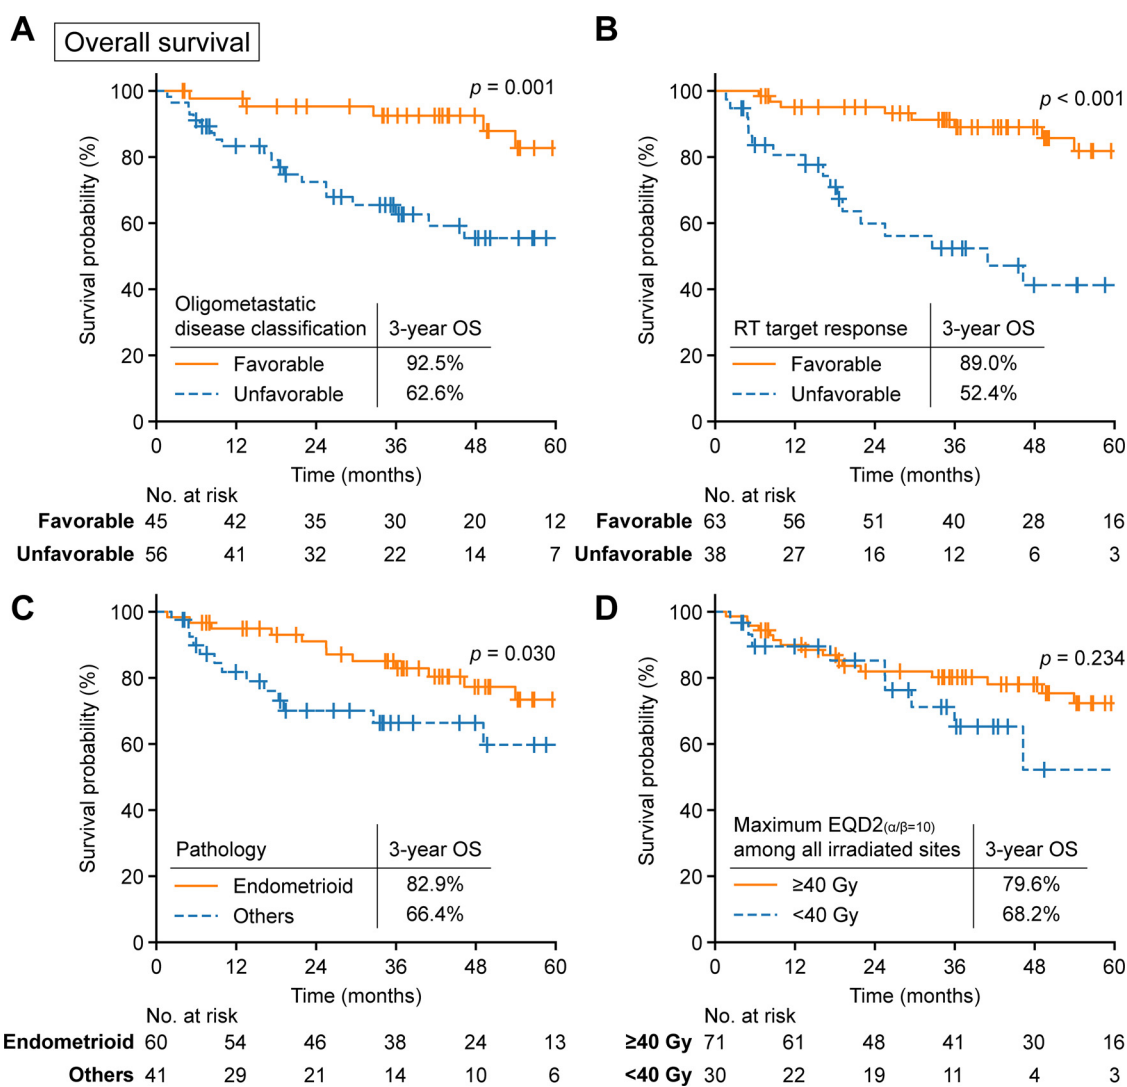 A
Overall survival
p = 0.001
Survival probability (%)
100
80
60
40
20
0
Oligometastatic
disease classification 3-year OS
Favorable 92.5%
Unfavorable 62.6%
0 12 24 36 48 60
Time (months)
No. at risk
Favorable 45 42 35 30 20 12
Unfavorable 56 41 32 22 14 7
B
p < 0.001
Survival probability (%)
100
80
60
40
20
0
RT target response 3-year OS
Favorable 89.0%
Unfavorable 52.4%
0 12 24 36 48 60
Time (months)
No. at risk
Favorable 63 56 51 40 28 16
Unfavorable 38 27 16 12 6 3
C
p = 0.030
Survival probability (%)
100
80
60
40
20
0
Pathology 3-year OS
Endometrioid 82.9%
Others 66.4%
0 12 24 36 48 60
Time (months)
No. at risk
Endometrioid 60 54 46 38 24 13
Others 41 29 21 14 10 6
D
p = 0.234
Survival probability (%)
100
80
60
40
20
0
Maximum EQD2(α/β=10)
among all irradiated sites 3-year OS
≥40 Gy 79.6%
<40 Gy 68.2%
0 12 24 36 48 60
Time (months)
No. at risk
≥40 Gy 71 61 48 41 30 16
<40 Gy 30 22 19 11 4 3